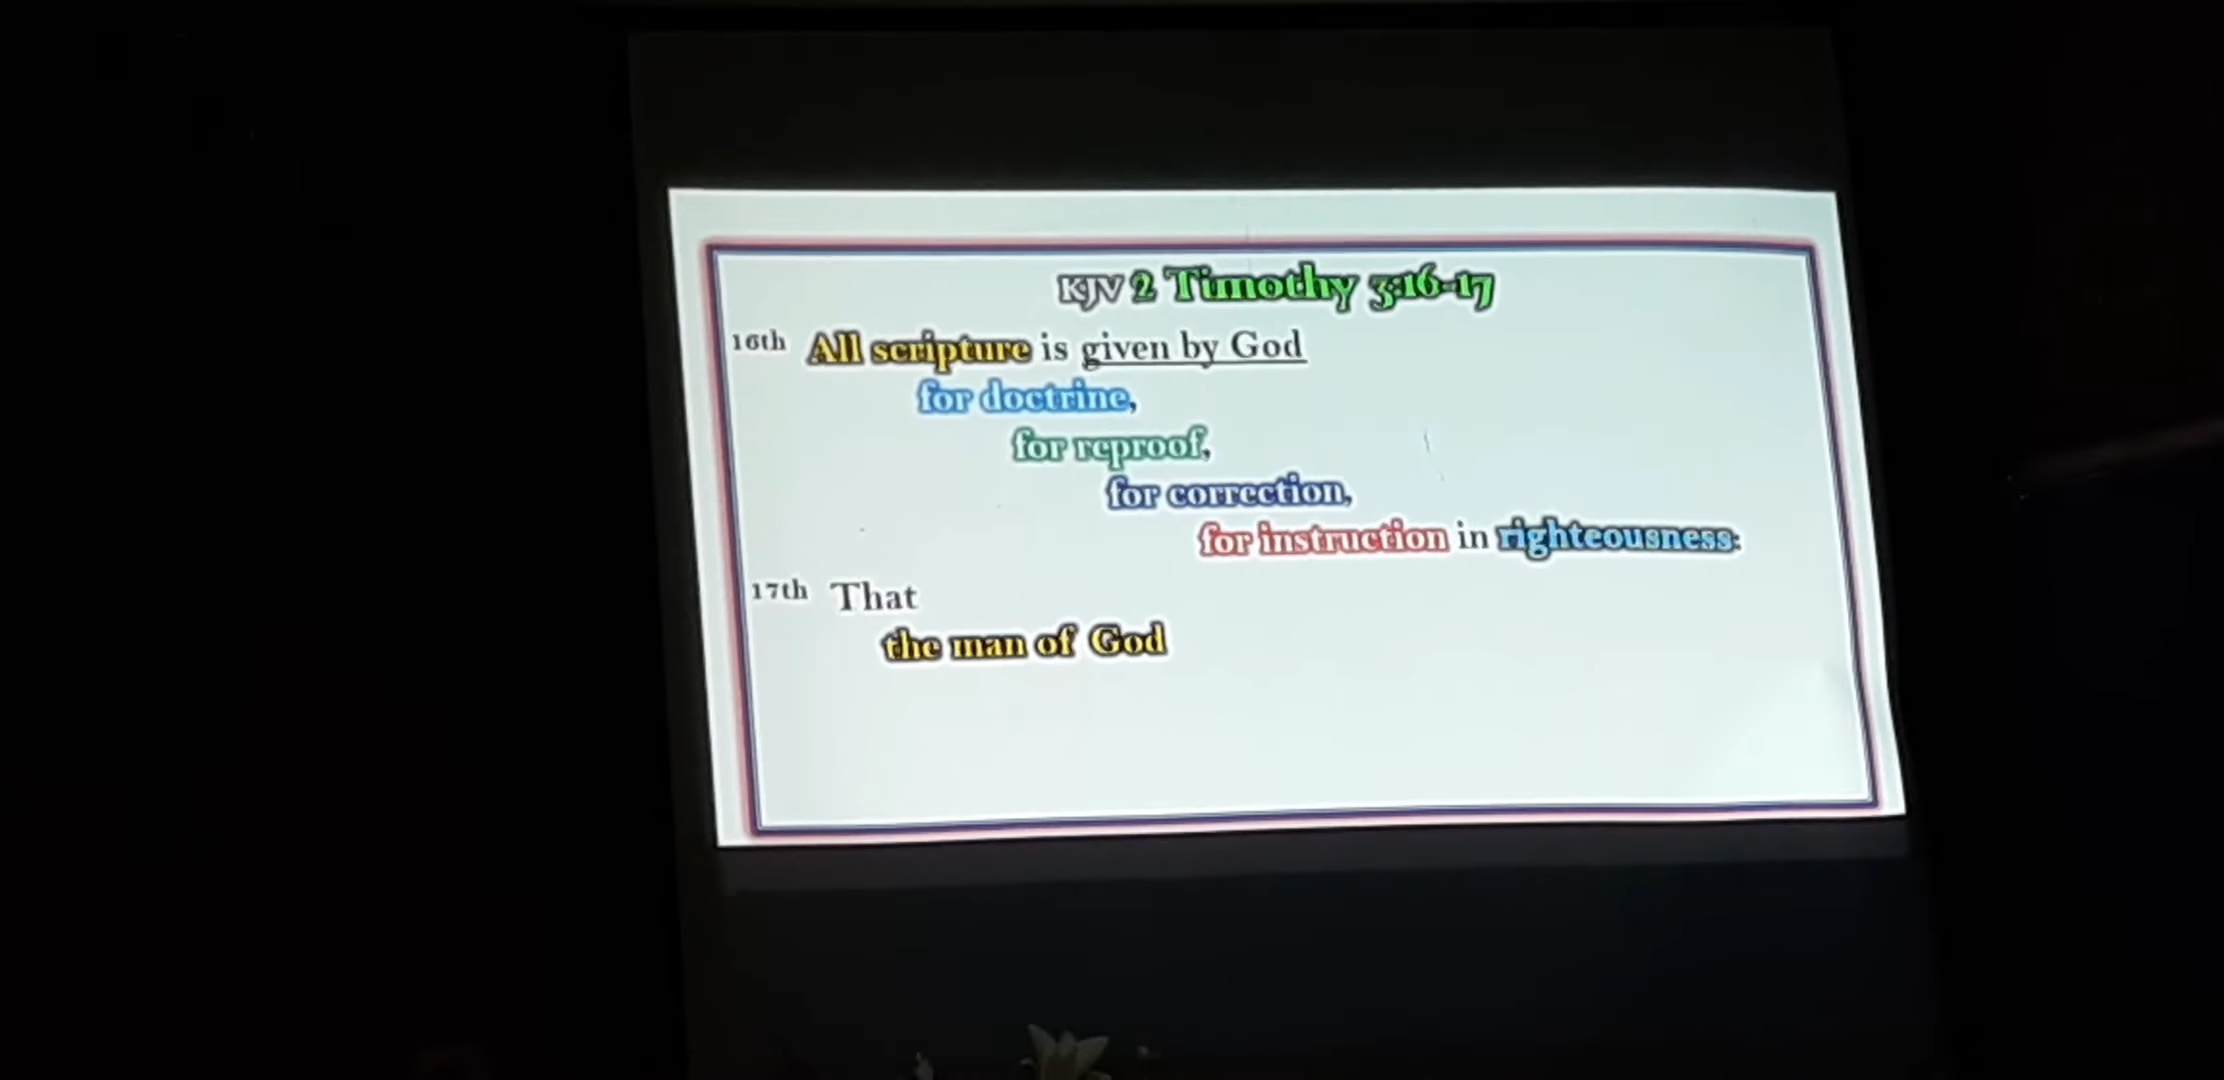 KJV 2 Timothy 3:16-17
16th All scripture is given by God
for doctrine,
for reproof,
for correction,
for instruction in righteousness:
17th That
the man of God